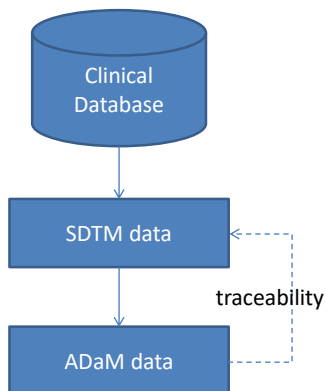 Clinical
Database
SDTM data
traceability
ADaM data